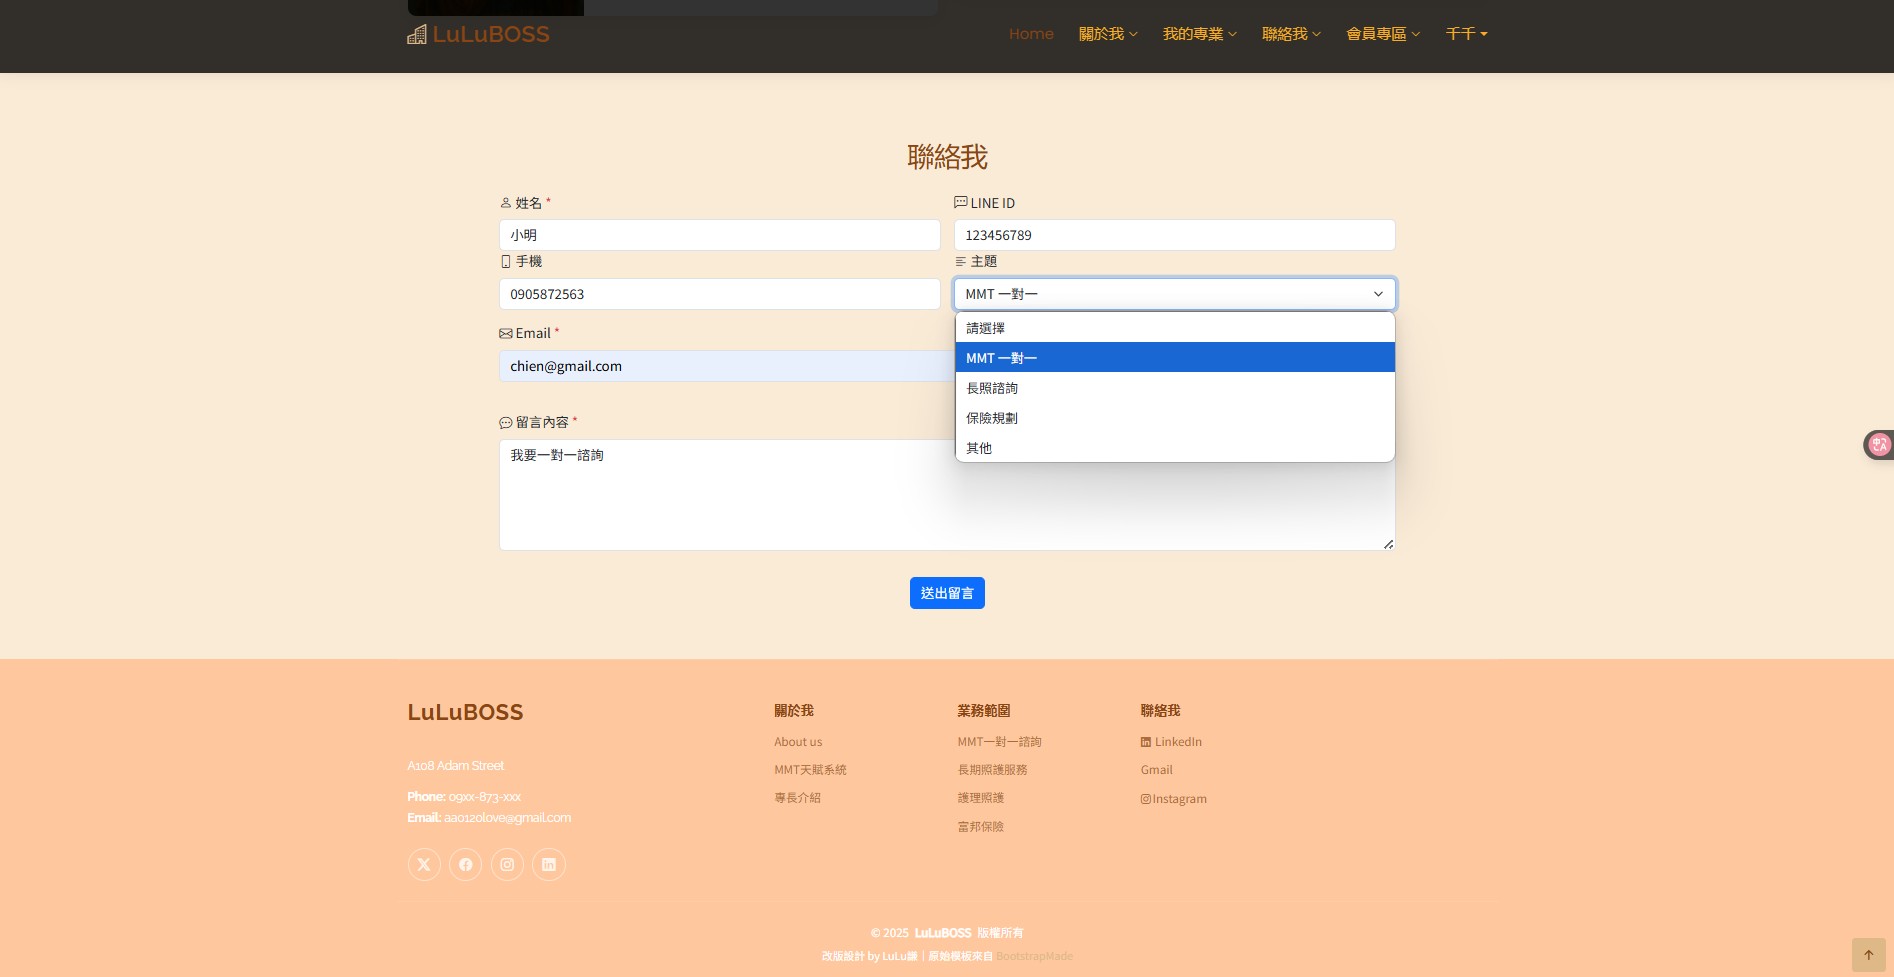 LuLuBOSS
Home 關於我 我的專業 聯絡我 會員專區 千千
聯絡我
姓名 *
LINE ID
小明
123456789
手機
主題
0905872563
MMT 一對一
請選擇
Email *
MMT 一對一
chien@gmail.com
長照諮詢
保險規劃
留言內容 *
其他
我要一對一諮詢
送出留言
LuLuBOSS
A108 Adam Street
Phone: 09xx-873-xxx
Email: aa0120love@gmail.com
關於我
About us
MMT天賦系統
專長介紹
業務範圍
MMT一對一諮詢
長期照護服務
護理照護
富邦保險
聯絡我
LinkedIn
Gmail
Instagram
© 2025 LuLuBOSS 版權所有
改版設計 by LuLu謙｜原始模板來自 BootstrapMade